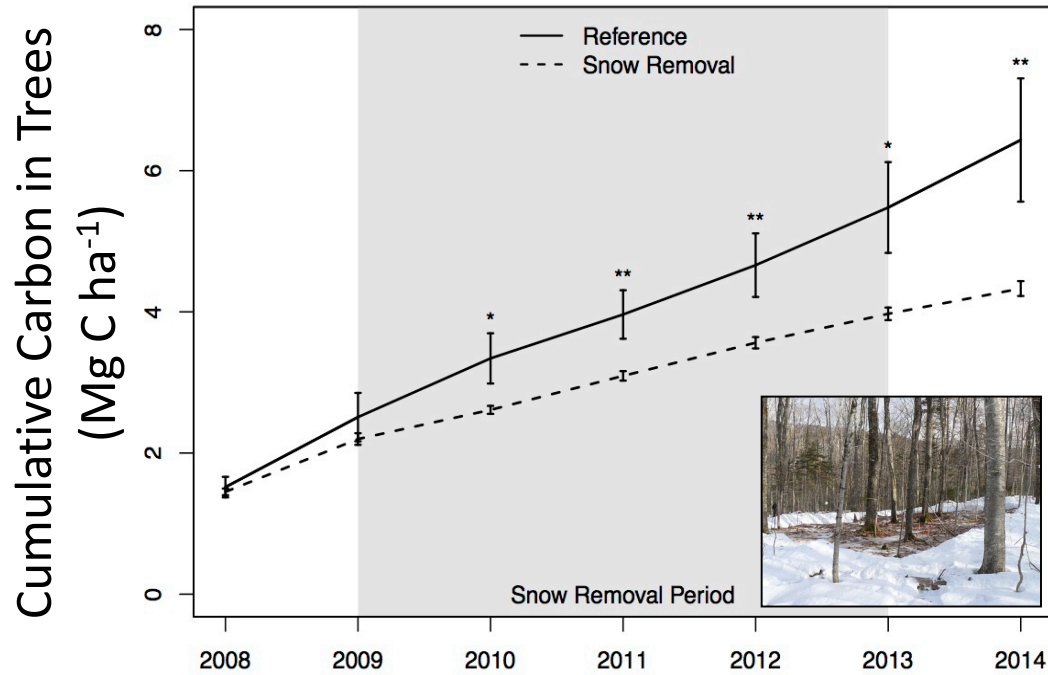 Cumulative Carbon in Trees
(Mg C ha⁻¹)
8
6
4
2
0
Reference
Snow Removal
*
**
**
*
**
Snow Removal Period
2008 2009 2010 2011 2012 2013 2014